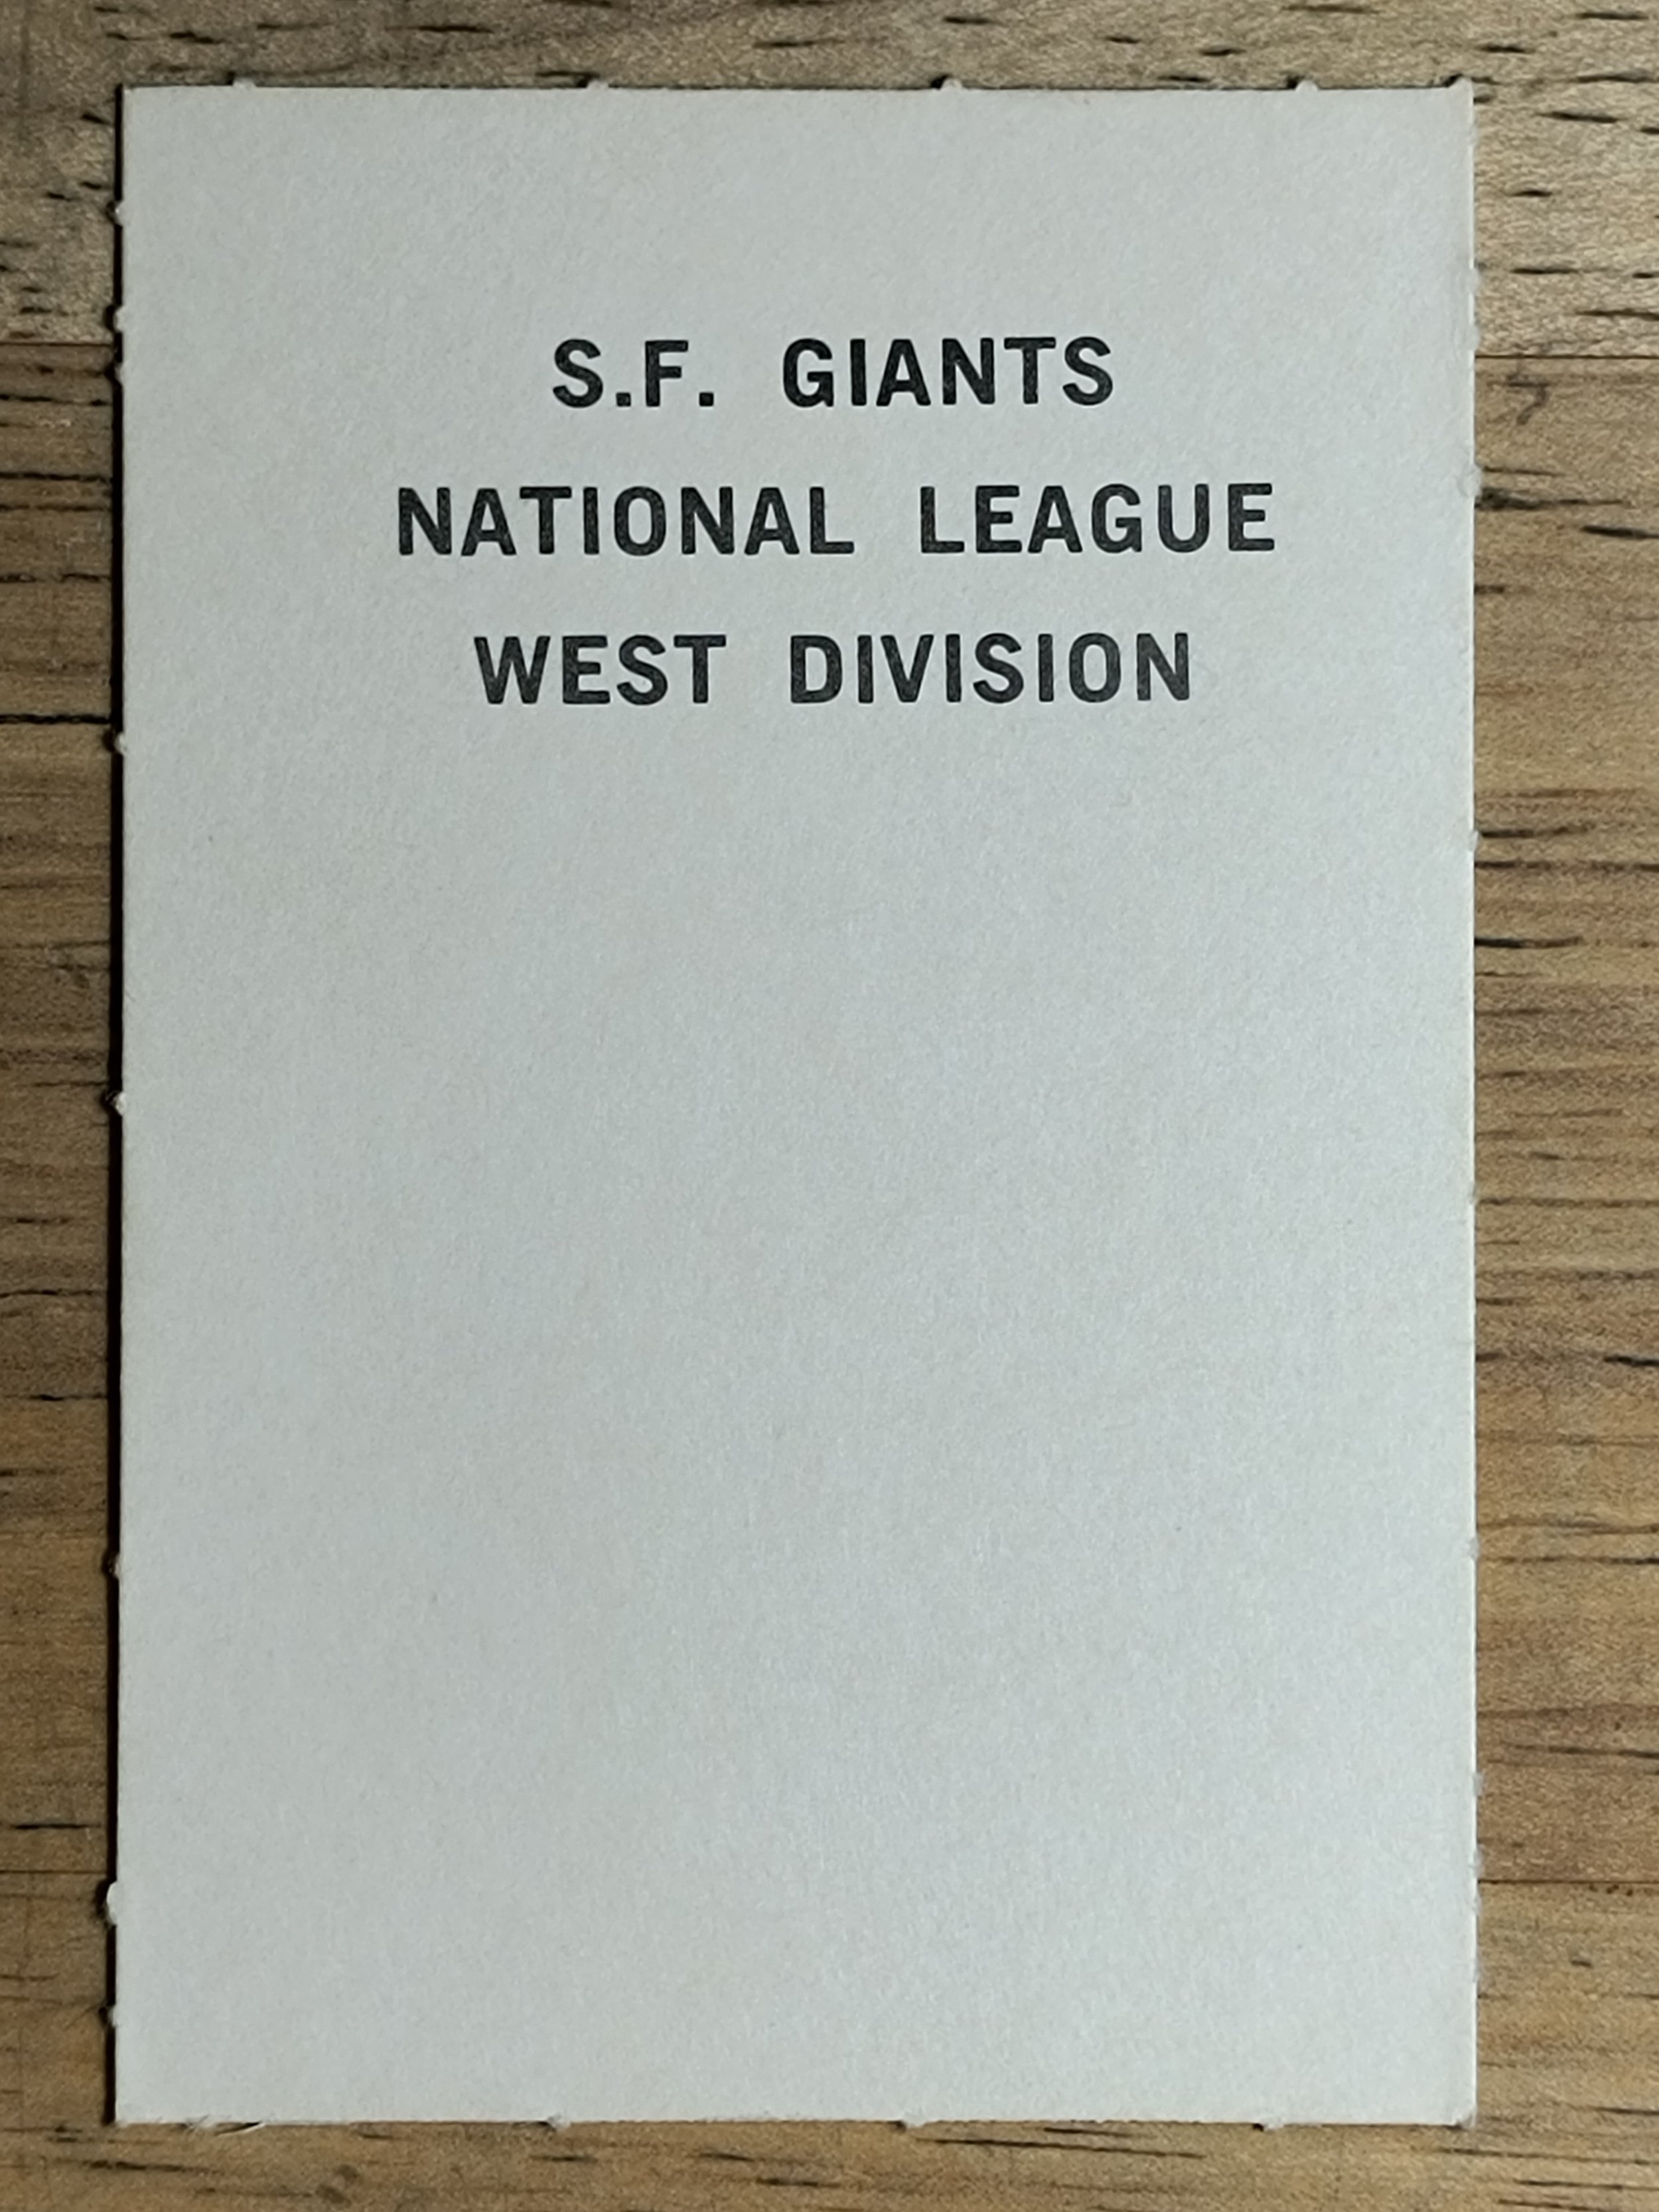 S.F. GIANTS
NATIONAL LEAGUE
WEST DIVISION